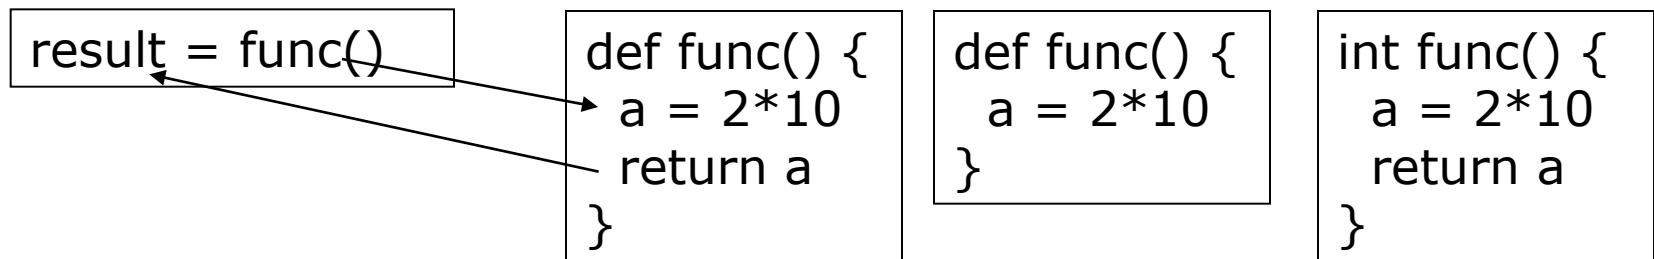 result = func()
def func() {
a = 2*10
return a
}
def func() {
a = 2*10
}
int func() {
a = 2*10
return a
}